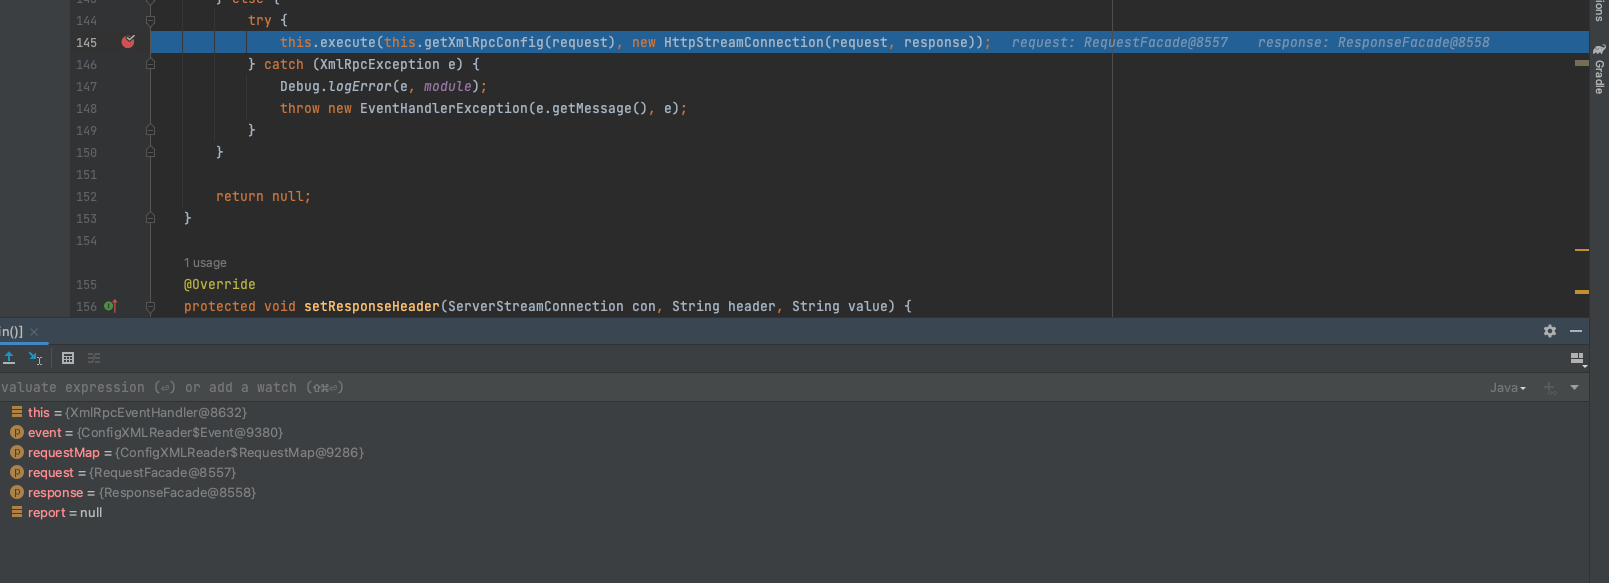 } else {
144 try {
145 this.execute(this.getXmlRpcConfig(request), new HttpStreamConnection(request, response)); request: RequestFacade@8557 response: ResponseFacade@8558
146 } catch (XmlRpcException e) {
147 Debug.logError(e, module);
148 throw new EventHandlerException(e.getMessage(), e);
149 }
150 }
151
152 return null;
153 }
154
1 usage
155 @Override
156 protected void setResponseHeader(ServerStreamConnection con, String header, String value) {
ions
Gradle
in()]
valuate expression (⏎) or add a watch (⇧⌘⏎)
Java
this = {XmlRpcEventHandler@8632}
event = {ConfigXMLReader$Event@9380}
requestMap = {ConfigXMLReader$RequestMap@9286}
request = {RequestFacade@8557}
response = {ResponseFacade@8558}
report = null